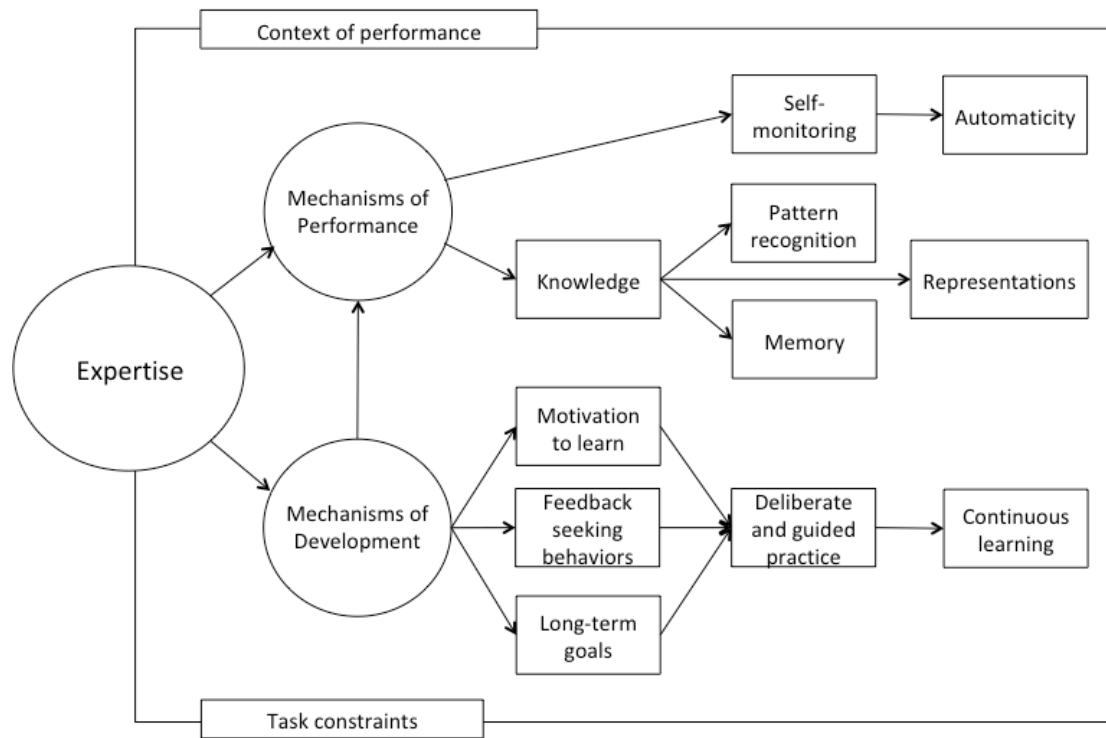 Context of performance
Self-
monitoring
Automaticity
Mechanisms of
Performance
Pattern
recognition
Knowledge
Representations
Memory
Expertise
Motivation
to learn
Mechanisms of
Development
Feedback
seeking
behaviors
Deliberate
and guided
practice
Continuous
learning
Long-term
goals
Task constraints